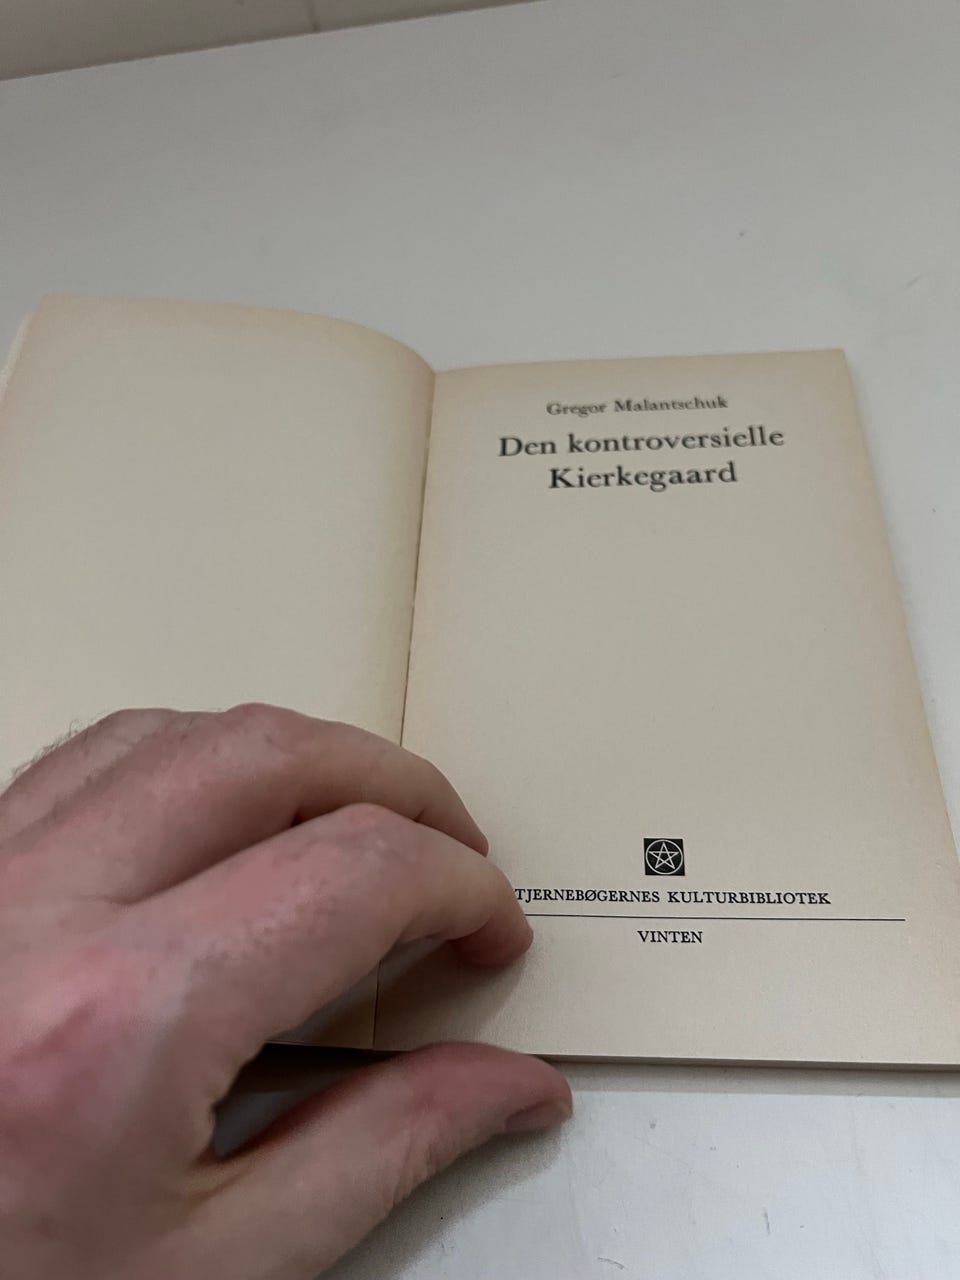 Gregor Malantschuk
Den kontroversielle
Kierkegaard
TJERNEBØGERNES KULTURBIBLIOTEK
VINTEN